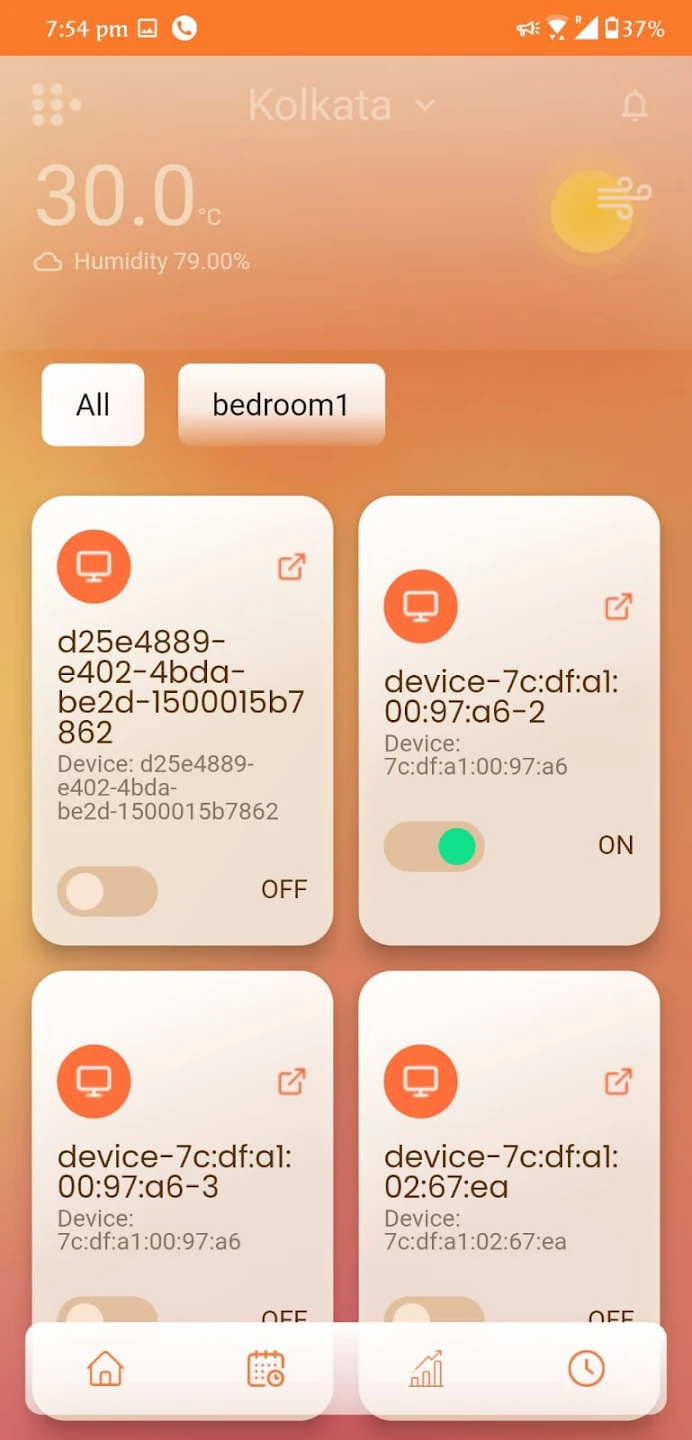 7:54 pm
R
37%
Kolkata
30.0 °C
Humidity 79.00%
All
bedroom1
d25e4889-
e402-4bda-
be2d-1500015b7
862
Device: d25e4889-
e402-4bda-
be2d-1500015b7862
OFF
device-7c:df:a1:
00:97:a6-2
Device:
7c:df:a1:00:97:a6
ON
device-7c:df:a1:
00:97:a6-3
Device:
7c:df:a1:00:97:a6
OFF
device-7c:df:a1:
02:67:ea
Device:
7c:df:a1:02:67:ea
OFF